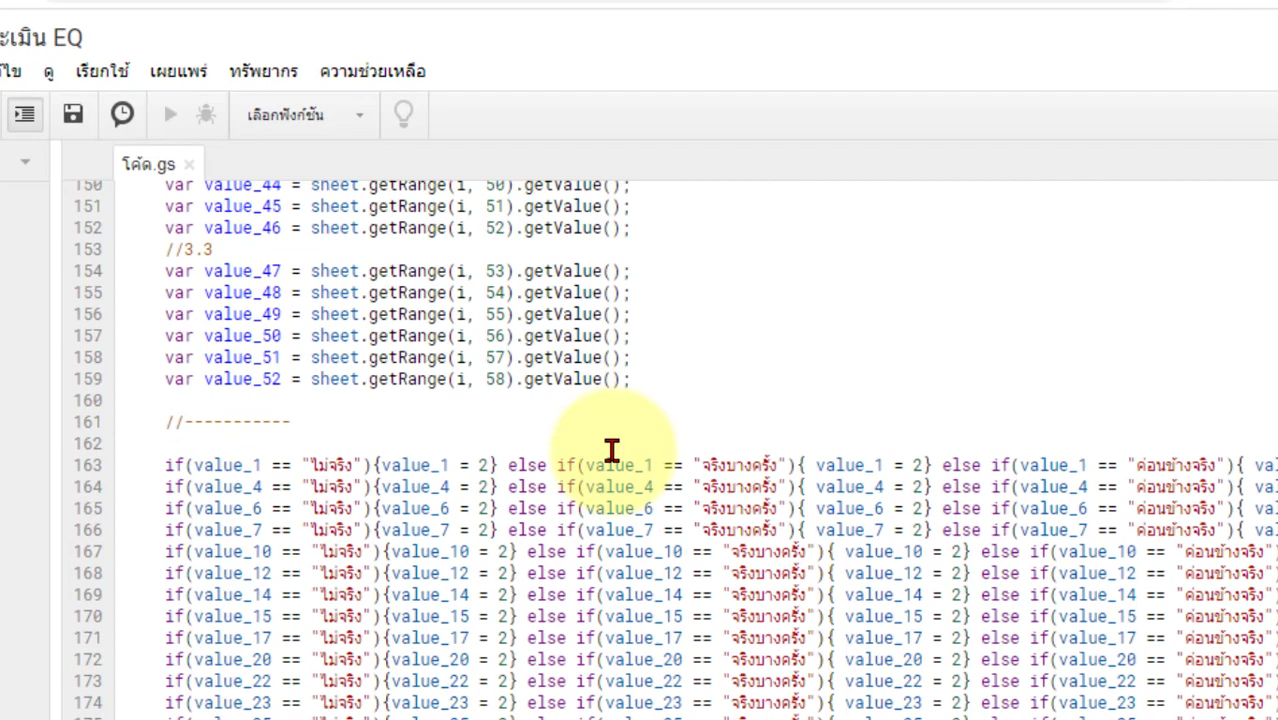 ะเมิน EQ
ก้ไข ดู เรียกใช้ เผยแพร่ ทรัพยากร ความช่วยเหลือ
เลือกฟังก์ชัน
โค้ด.gs
150 var value_44 = sheet.getRange(i, 50).getValue();
151 var value_45 = sheet.getRange(i, 51).getValue();
152 var value_46 = sheet.getRange(i, 52).getValue();
153 //3.3
154 var value_47 = sheet.getRange(i, 53).getValue();
155 var value_48 = sheet.getRange(i, 54).getValue();
156 var value_49 = sheet.getRange(i, 55).getValue();
157 var value_50 = sheet.getRange(i, 56).getValue();
158 var value_51 = sheet.getRange(i, 57).getValue();
159 var value_52 = sheet.getRange(i, 58).getValue();
160
161 //-----------
162
163 if(value_1 == "ไม่จริง"){value_1 = 2} else if(value_1 == "จริงบางครั้ง"){ value_1 = 2} else if(value_1 == "ค่อนข้างจริง"){ va
164 if(value_4 == "ไม่จริง"){value_4 = 2} else if(value_4 == "จริงบางครั้ง"){ value_4 = 2} else if(value_4 == "ค่อนข้างจริง"){ va
165 if(value_6 == "ไม่จริง"){value_6 = 2} else if(value_6 == "จริงบางครั้ง"){ value_6 = 2} else if(value_6 == "ค่อนข้างจริง"){ va
166 if(value_7 == "ไม่จริง"){value_7 = 2} else if(value_7 == "จริงบางครั้ง"){ value_7 = 2} else if(value_7 == "ค่อนข้างจริง"){ va
167 if(value_10 == "ไม่จริง"){value_10 = 2} else if(value_10 == "จริงบางครั้ง"){ value_10 = 2} else if(value_10 == "ค่อนข้างจริง"
168 if(value_12 == "ไม่จริง"){value_12 = 2} else if(value_12 == "จริงบางครั้ง"){ value_12 = 2} else if(value_12 == "ค่อนข้างจริง"
169 if(value_14 == "ไม่จริง"){value_14 = 2} else if(value_14 == "จริงบางครั้ง"){ value_14 = 2} else if(value_14 == "ค่อนข้างจริง"
170 if(value_15 == "ไม่จริง"){value_15 = 2} else if(value_15 == "จริงบางครั้ง"){ value_15 = 2} else if(value_15 == "ค่อนข้างจริง"
171 if(value_17 == "ไม่จริง"){value_17 = 2} else if(value_17 == "จริงบางครั้ง"){ value_17 = 2} else if(value_17 == "ค่อนข้างจริง"
172 if(value_20 == "ไม่จริง"){value_20 = 2} else if(value_20 == "จริงบางครั้ง"){ value_20 = 2} else if(value_20 == "ค่อนข้างจริง"
173 if(value_22 == "ไม่จริง"){value_22 = 2} else if(value_22 == "จริงบางครั้ง"){ value_22 = 2} else if(value_22 == "ค่อนข้างจริง"
174 if(value_23 == "ไม่จริง"){value_23 = 2} else if(value_23 == "จริงบางครั้ง"){ value_23 = 2} else if(value_23 == "ค่อนข้างจริง"